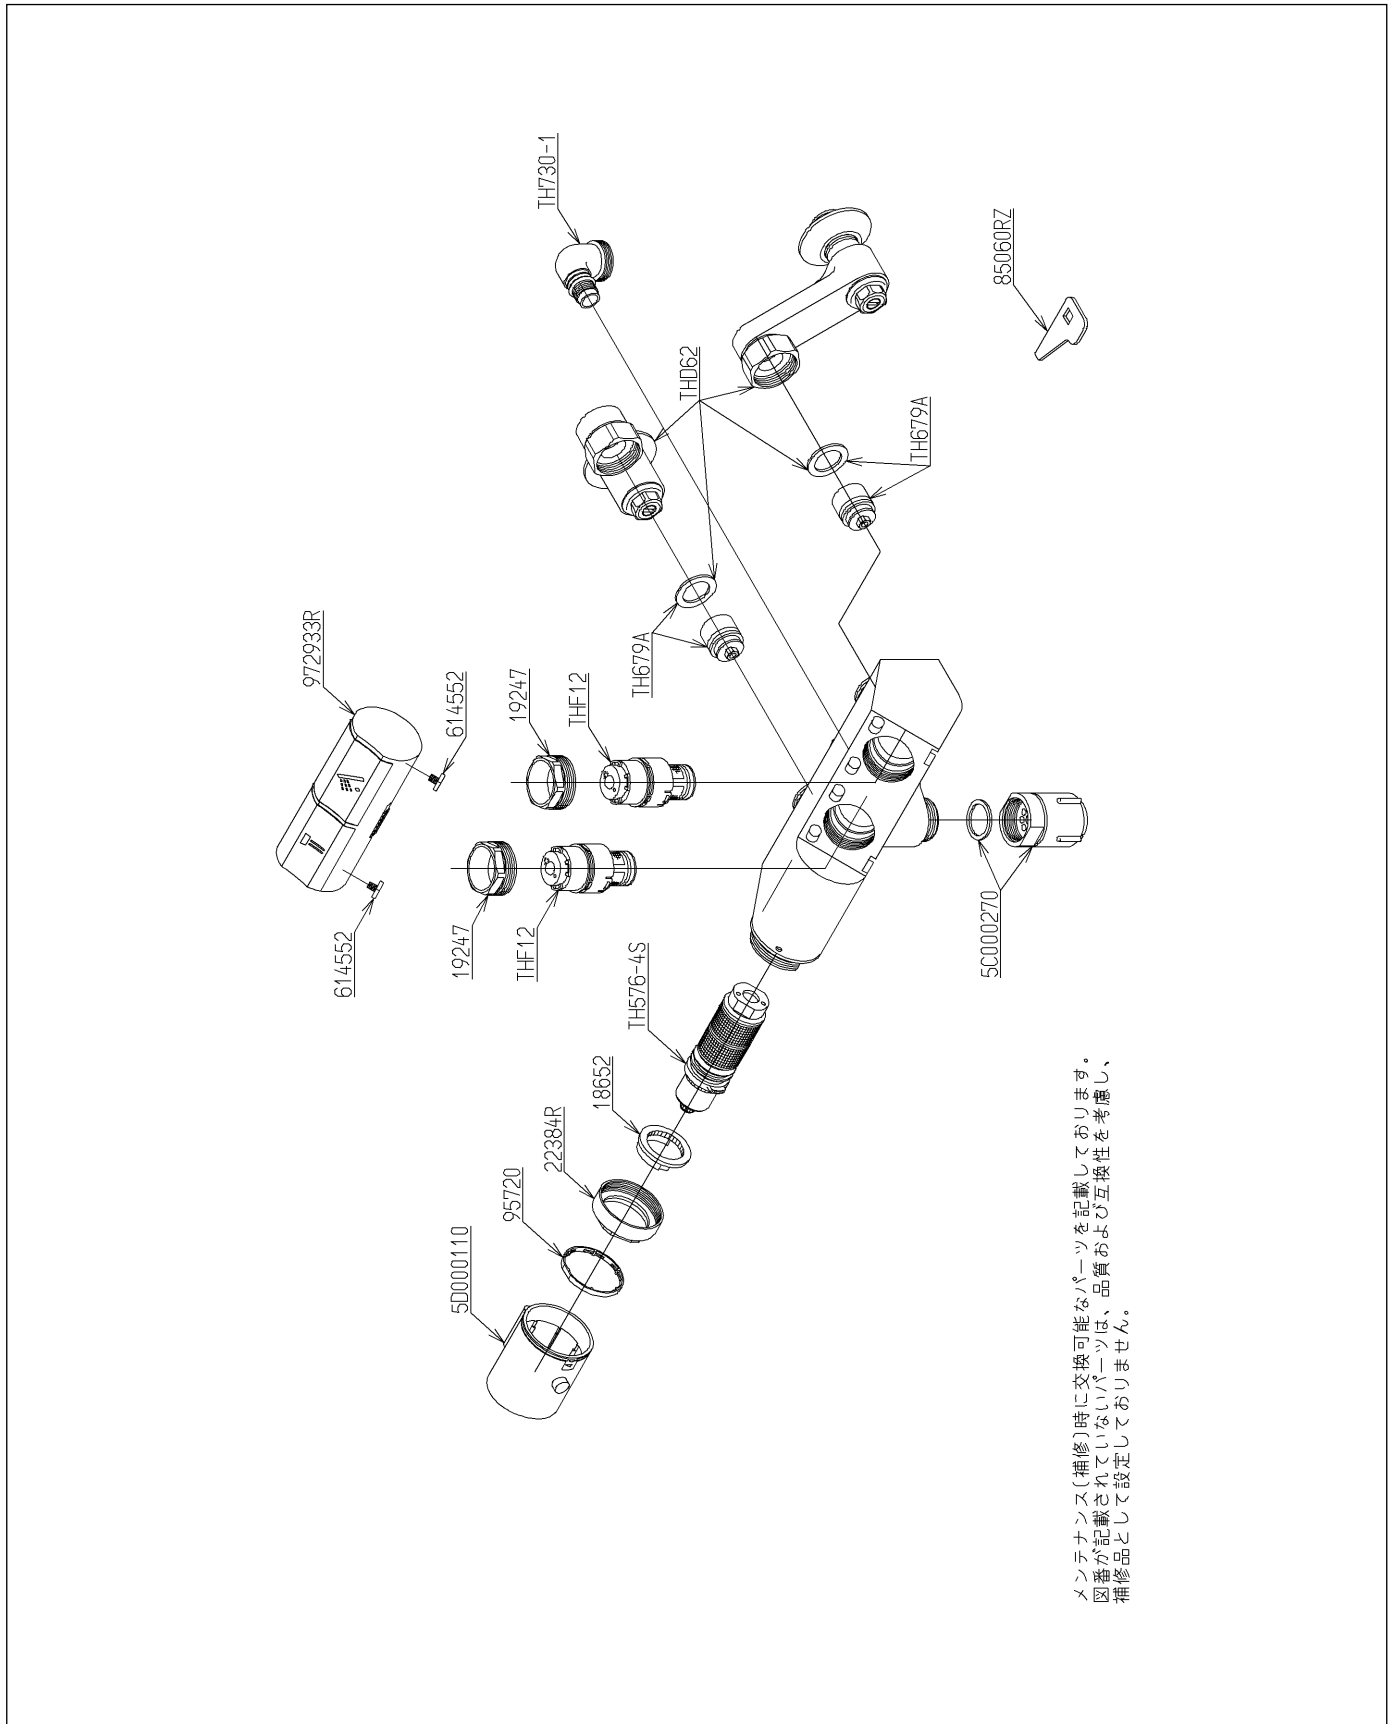 TH730-1
85060RZ
THD62
TH679A
TH679A
972933R
614552
19247
THF12
614552
19247
THF12
TH576-4S
5C000270
18652
22384R
95720
5D000110
メンテナンス(補修)時に交換可能なパーツを記載しております。
図番が記載されていないパーツは、品質および互換性を考慮し、
補修品として設定しておりません。